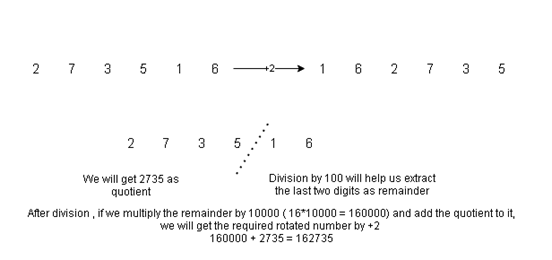 2 7 3 5 1 6 +2 1 6 2 7 3 5
2 7 3 5 1 6
We will get 2735 as
quotient
Division by 100 will help us extract
the last two digits as remainder
After division , if we multiply the remainder by 10000 ( 16*10000 = 160000) and add the quotient to it,
we will get the required rotated number by +2
160000 + 2735 = 162735